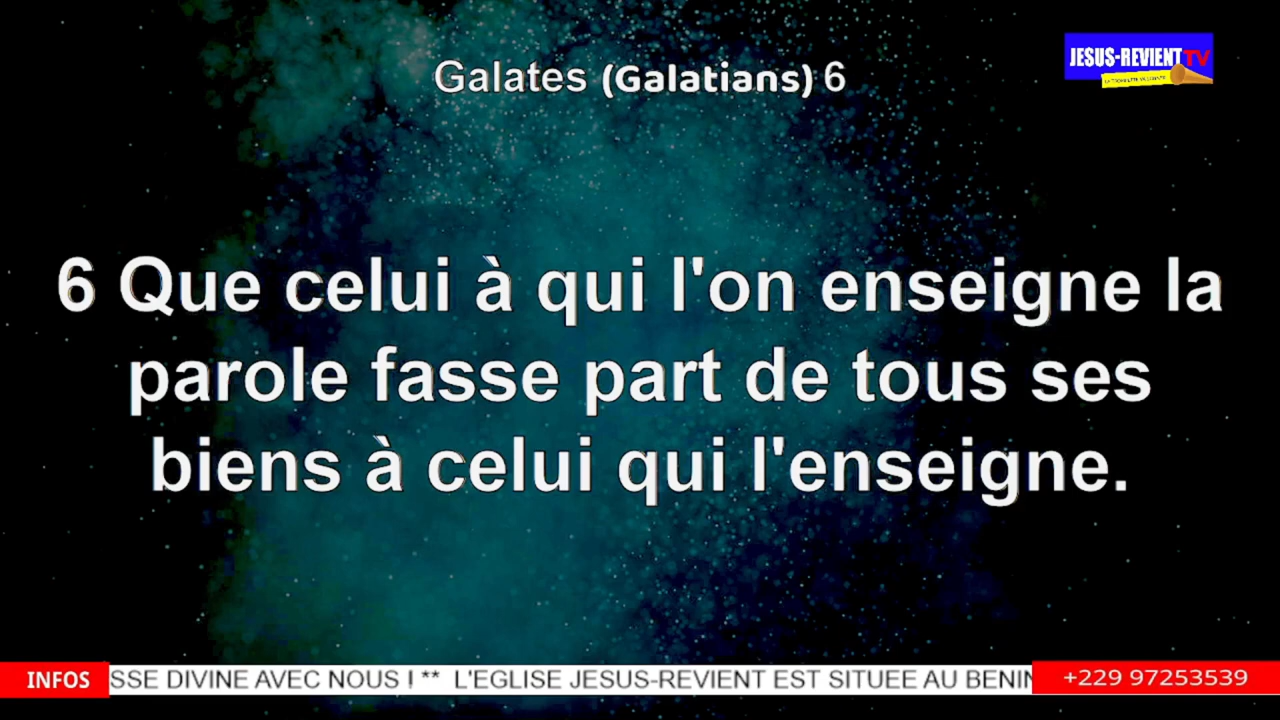 JESUS-REVIENT TV
Galates (Galatians) 6
6 Que celui à qui l'on enseigne la
parole fasse part de tous ses
biens à celui qui l'enseigne.
INFOS
SSE DIVINE AVEC NOUS ! ** L'EGLISE JESUS-REVIENT EST SITUEE AU BENIN
+229 97253539